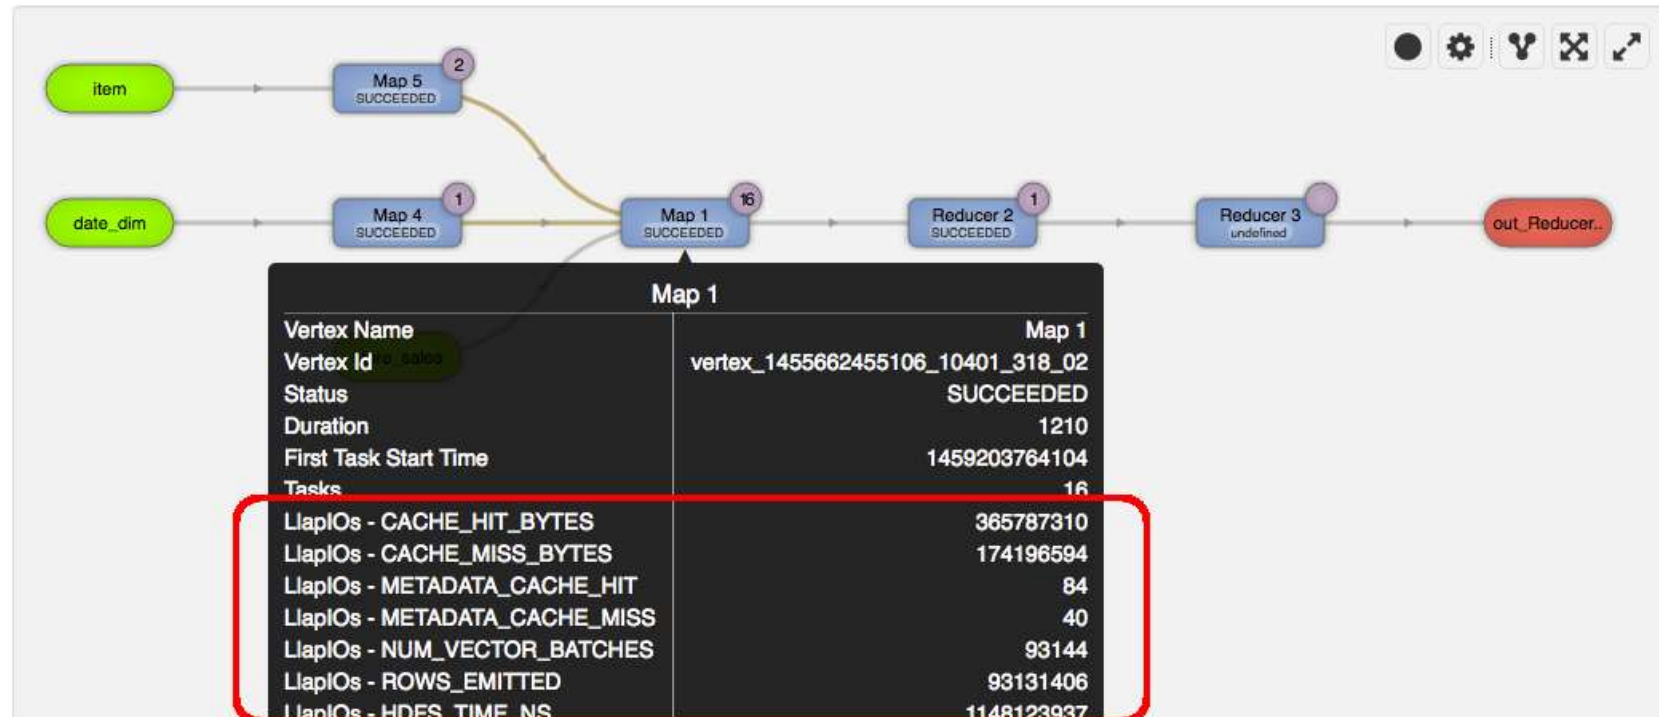 item
Map 5
SUCCEEDED
2
date_dim
Map 4
SUCCEEDED
1
Map 1
SUCCEEDED
16
Reducer 2
SUCCEEDED
1
Reducer 3
undefined
out_Reducer..
Map 1
Vertex Name Map 1
Vertex Id vertex_1455662455106_10401_318_02
Status SUCCEEDED
Duration 1210
First Task Start Time 1459203764104
Tasks 16
LlapIOs - CACHE_HIT_BYTES 365787310
LlapIOs - CACHE_MISS_BYTES 174196594
LlapIOs - METADATA_CACHE_HIT 84
LlapIOs - METADATA_CACHE_MISS 40
LlapIOs - NUM_VECTOR_BATCHES 93144
LlapIOs - ROWS_EMITTED 93131406
LlapIOs - HDFS_TIME_NS 1148123937